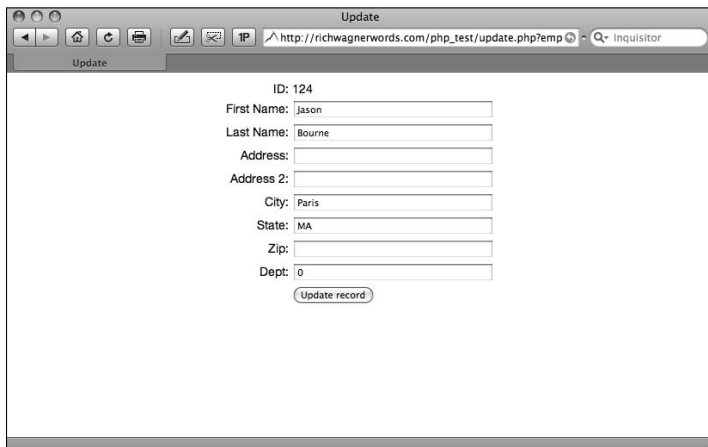 Update
1P
http://richwagnerwords.com/php_test/update.php?emp
Inquisitor
Update
ID: 124
First Name: Jason
Last Name: Bourne
Address:
Address 2:
City: Paris
State: MA
Zip:
Dept: 0
Update record